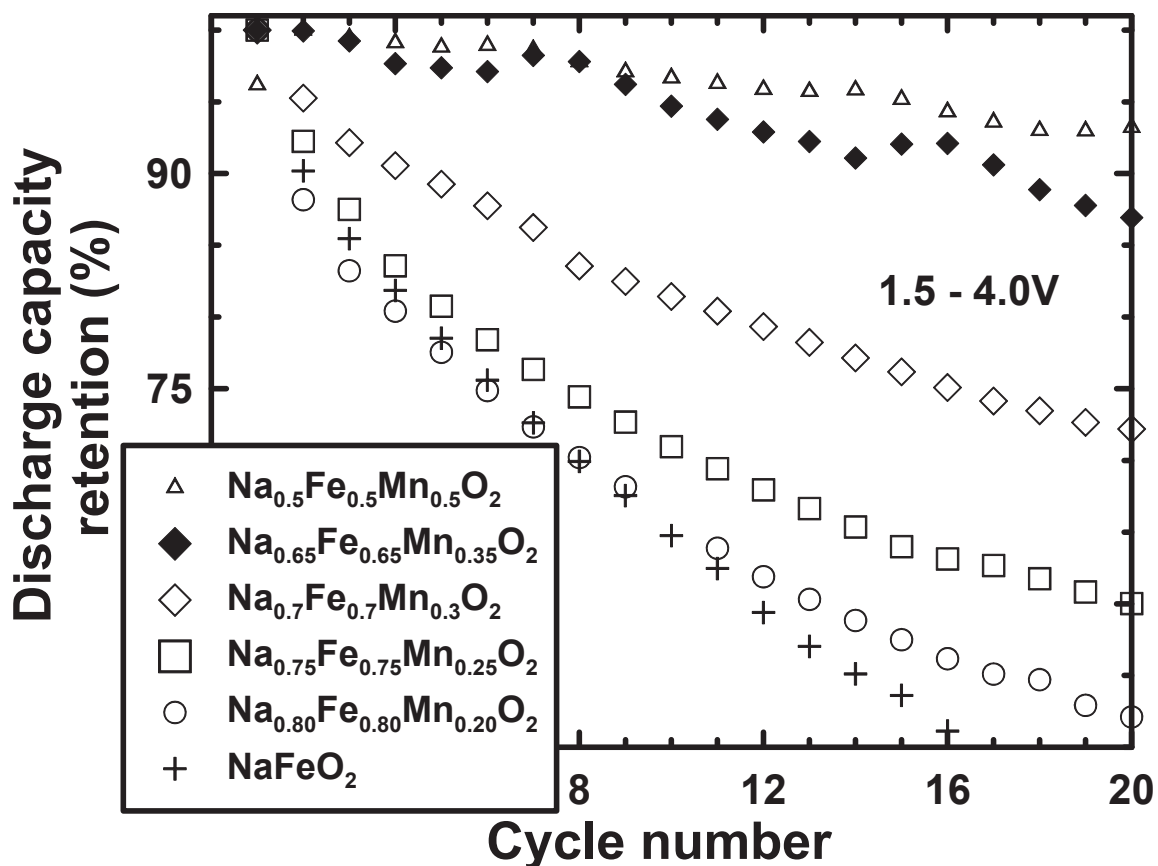 Discharge capacity
retention (%)
90
75
1.5 - 4.0V
Na₀.₅Fe₀.₅Mn₀.₅O₂
Na₀.₆₅Fe₀.₆₅Mn₀.₃₅O₂
Na₀.₇Fe₀.₇Mn₀.₃O₂
Na₀.₇₅Fe₀.₇₅Mn₀.₂₅O₂
Na₀.₈₀Fe₀.₈₀Mn₀.₂₀O₂
NaFeO₂
8 12 16 20
Cycle number